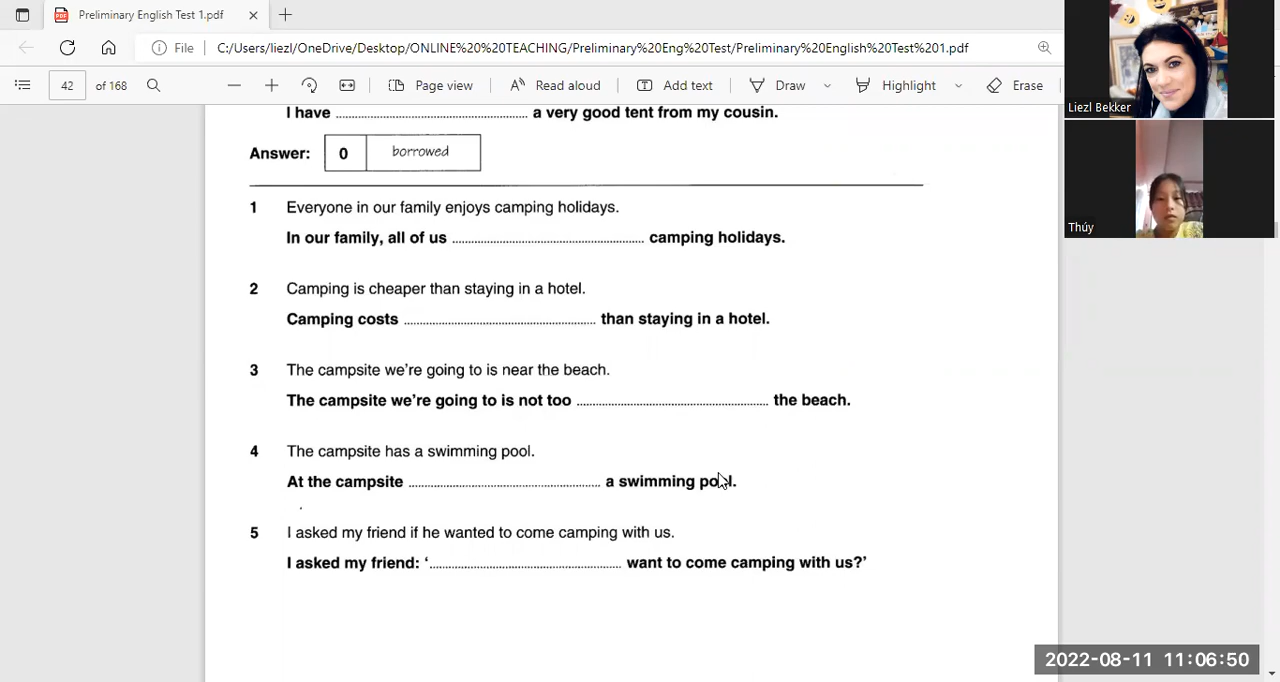 Preliminary English Test 1.pdf
File C:/Users/liezl/OneDrive/Desktop/ONLINE%20%20TEACHING/Preliminary%20Eng%20Test/Preliminary%20English%20Test%201.pdf
42 of 168 Page view Read aloud Add text Draw Highlight Erase
Liezl Bekker
Thúy
I have ........................................................ a very good tent from my cousin.
Answer: 0 borrowed
1 Everyone in our family enjoys camping holidays.
In our family, all of us ........................................................ camping holidays.
2 Camping is cheaper than staying in a hotel.
Camping costs ........................................................ than staying in a hotel.
3 The campsite we're going to is near the beach.
The campsite we're going to is not too ........................................................ the beach.
4 The campsite has a swimming pool.
At the campsite ........................................................ a swimming pool.
5 I asked my friend if he wanted to come camping with us.
I asked my friend: '........................................................ want to come camping with us?'
2022-08-11 11:06:50